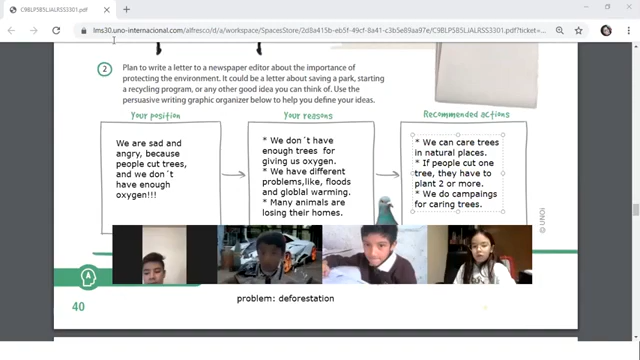 C9BLP5B5LJALRSS3301.pdf
lms30.uno-internacional.com/alfresco/d/a/workspace/SpacesStore/2d8a415b-eb5f-49cf-8a41-c3b5e89aa97e/C9BLP5B5LJALRSS3301.pdf?ticket=...
2 Plan to write a letter to a newspaper editor about the importance of
protecting the environment. It could be a letter about saving a park, starting
a recycling program, or any other good idea you can think of. Use the
persuasive writing graphic organizer below to help you define your ideas.
Your position
We are sad and
angry, because
people cut trees,
and we don´t
have enough
oxygen!!!
Your reasons
* We don´t have
enough trees for
giving us oxygen.
* We have different
problems,like, floods
and globlal warming.
* Many animals are
losing their homes.
Recommended actions
* We can care trees
in natural places.
* If people cut one
tree, they have to
plant 2 or more.
* We do campaings
for caring trees.
© UNOi
A
40
problem: deforestation